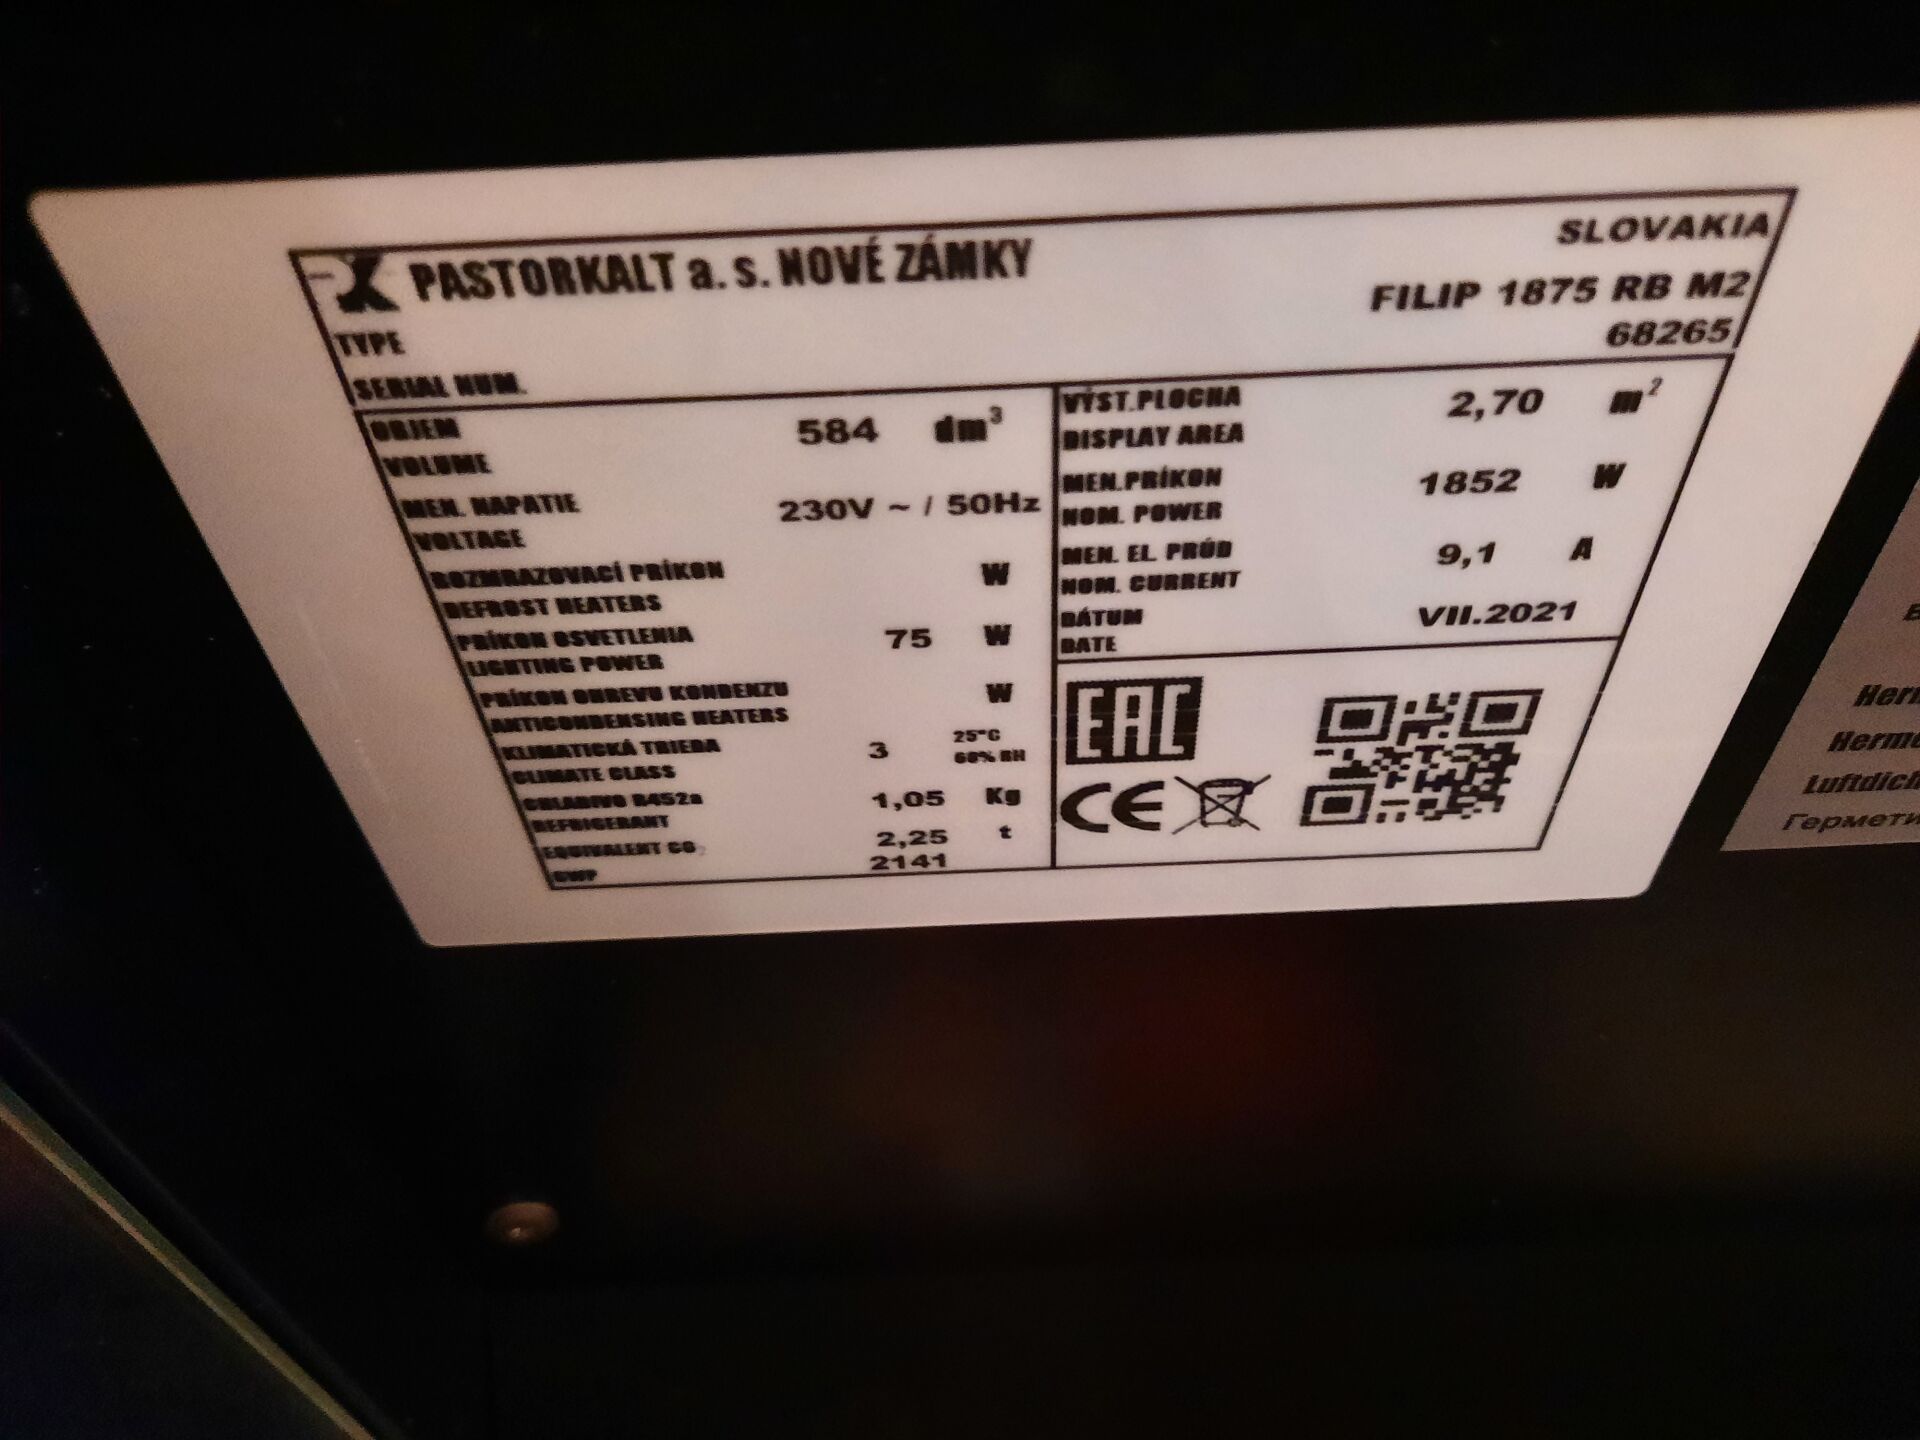 PASTORKALT a. s. NOVÉ ZÁMKY
SLOVAKIA
TYPE FILIP 1875 RB M2
SERIAL NUM. 68265
OBJEM 584 dm³
VOLUME
MEN. NAPATIE 230V ~ / 50Hz
VOLTAGE
ROZMRAZOVACÍ PRÍKON W
DEFROST HEATERS
PRÍKON OSVETLENIA 75 W
LIGHTING POWER
PRÍKON OHREVU KONDENZU W
ANTICONDENSING HEATERS
KLIMATICKÁ TRIEDA 3 25°C
CLIMATE CLASS 60% RH
CHLADIVO R452a 1,05 Kg
REFRIGERANT
EQUIVALENT CO₂ 2,25 t
GWP 2141
VÝST.PLOCHA 2,70 m²
DISPLAY AREA
MEN.PRÍKON 1852 W
NOM. POWER
MEN. EL. PRÚD 9,1 A
NOM. CURRENT
DÁTUM VII.2021
DATE
EAC
CE
Luftdich
Гермети